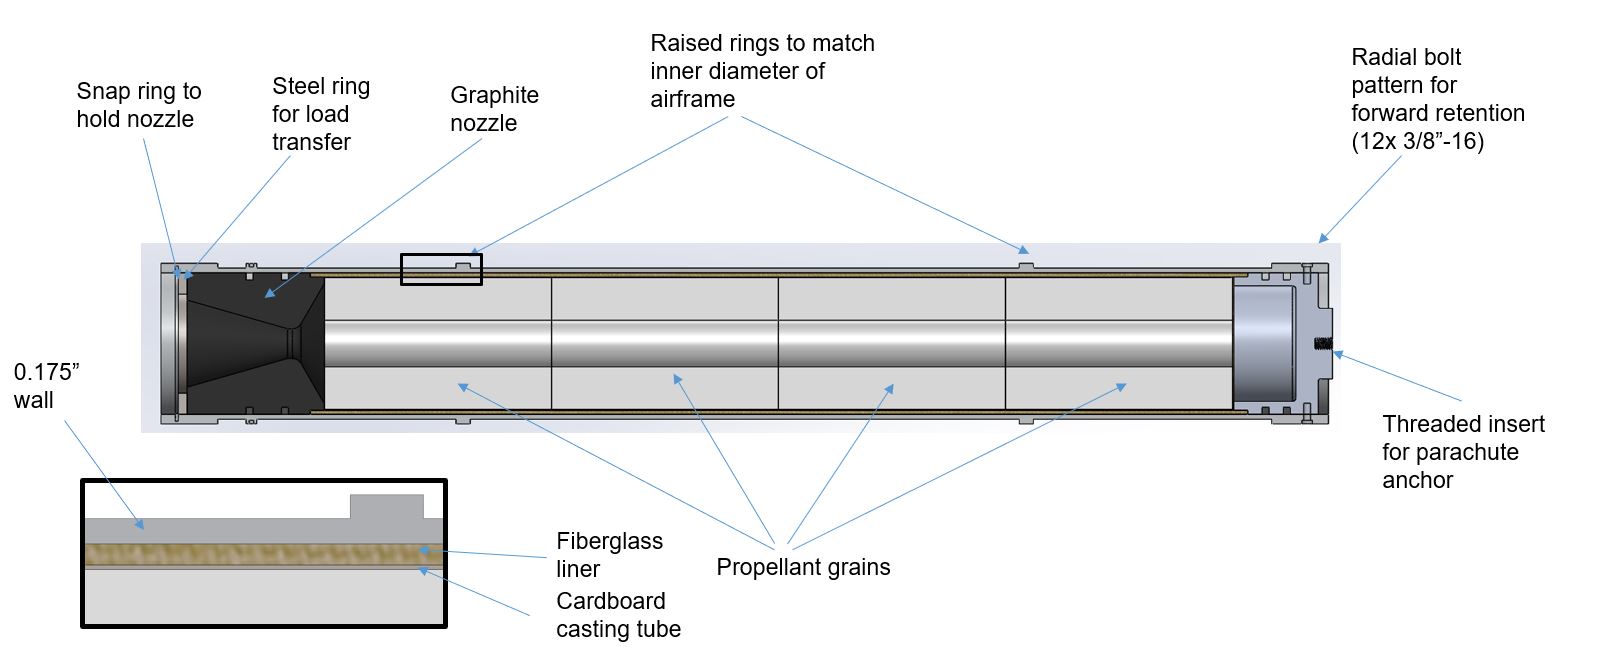 Snap ring to
hold nozzle
Steel ring
for load
transfer
Graphite
nozzle
Raised rings to match
inner diameter of
airframe
Radial bolt
pattern for
forward retention
(12x 3/8”-16)
0.175”
wall
Threaded insert
for parachute
anchor
Fiberglass
liner
Cardboard
casting tube
Propellant grains